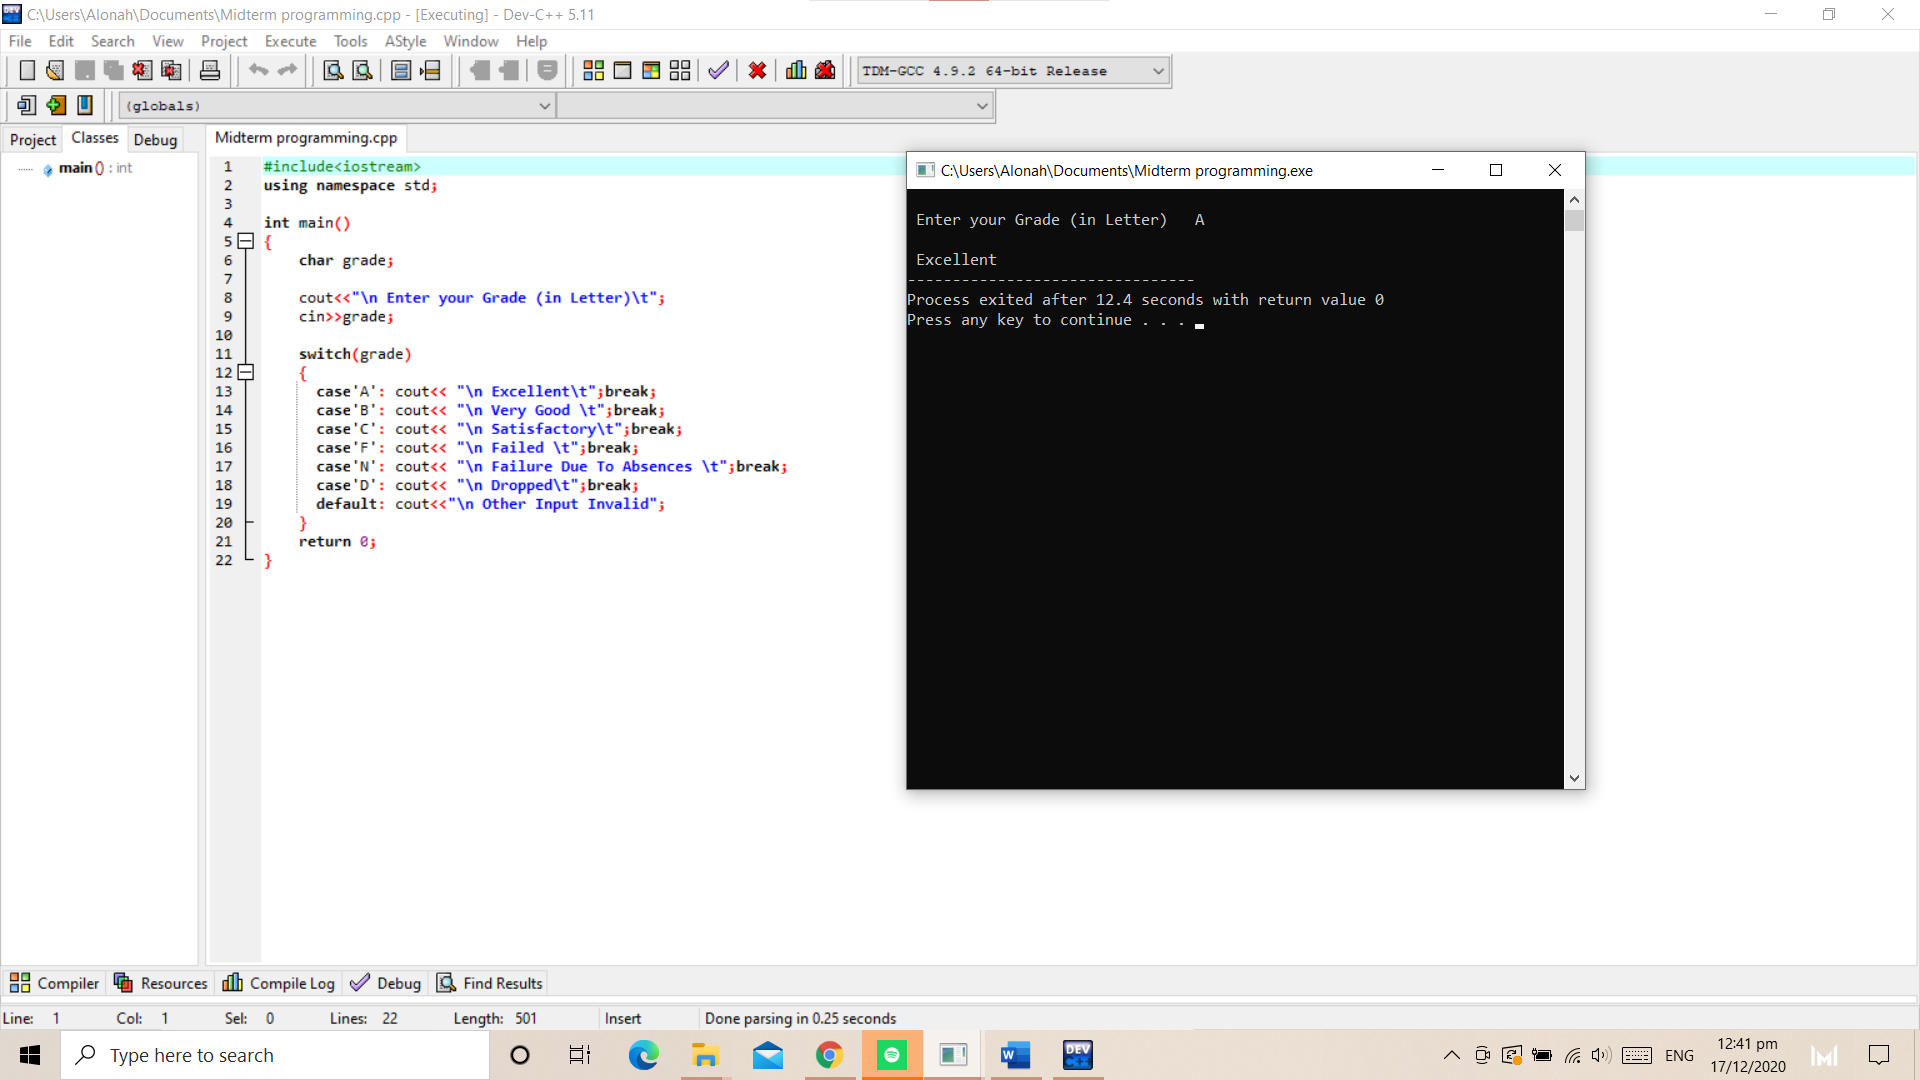 C:\Users\Alonah\Documents\Midterm programming.cpp - [Executing] - Dev-C++ 5.11
File Edit Search View Project Execute Tools AStyle Window Help
TDM-GCC 4.9.2 64-bit Release
(globals)
Project Classes Debug
Midterm programming.cpp
main () : int
1 #include<iostream>
2 using namespace std;
3
4 int main()
5 {
6 char grade;
7
8 cout<<"\n Enter your Grade (in Letter)\t";
9 cin>>grade;
10
11 switch(grade)
12 {
13 case'A': cout<< "\n Excellent\t";break;
14 case'B': cout<< "\n Very Good \t";break;
15 case'C': cout<< "\n Satisfactory\t";break;
16 case'F': cout<< "\n Failed \t";break;
17 case'N': cout<< "\n Failure Due To Absences \t";break;
18 case'D': cout<< "\n Dropped\t";break;
19 default: cout<<"\n Other Input Invalid";
20 }
21 return 0;
22 }
C:\Users\Alonah\Documents\Midterm programming.exe
Enter your Grade (in Letter) A
Excellent
--------------------------------
Process exited after 12.4 seconds with return value 0
Press any key to continue . . .
Compiler Resources Compile Log Debug Find Results
Line: 1 Col: 1 Sel: 0 Lines: 22 Length: 501 Insert Done parsing in 0.25 seconds
Type here to search
W
DEV
C++
ENG
12:41 pm
17/12/2020